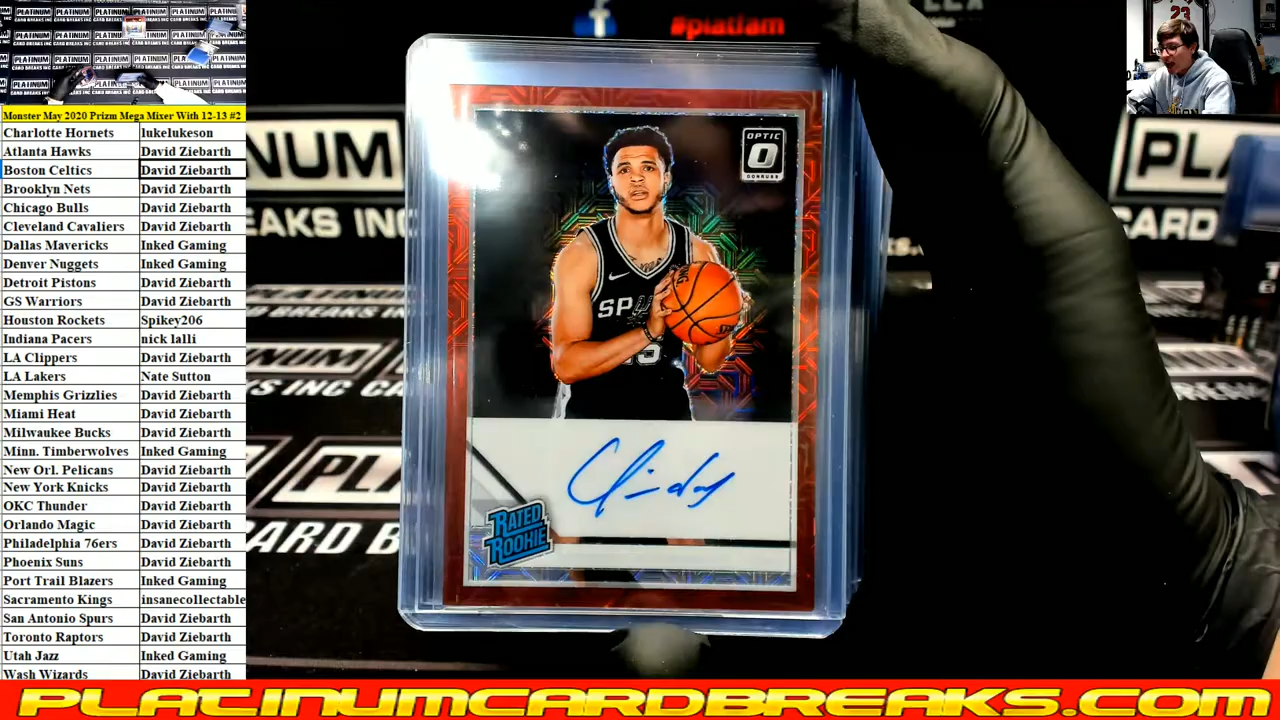 #platfam
Monster May 2020 Prizm Mega Mixer With 12-13 #2
Charlotte Hornets lukelukeson
Atlanta Hawks David Ziebarth
Boston Celtics David Ziebarth
Brooklyn Nets David Ziebarth
Chicago Bulls David Ziebarth
Cleveland Cavaliers David Ziebarth
Dallas Mavericks Inked Gaming
Denver Nuggets Inked Gaming
Detroit Pistons David Ziebarth
GS Warriors David Ziebarth
Houston Rockets Spikey206
Indiana Pacers nick lalli
LA Clippers David Ziebarth
LA Lakers Nate Sutton
Memphis Grizzlies David Ziebarth
Miami Heat David Ziebarth
Milwaukee Bucks David Ziebarth
Minn. Timberwolves Inked Gaming
New Orl. Pelicans David Ziebarth
New York Knicks David Ziebarth
OKC Thunder David Ziebarth
Orlando Magic David Ziebarth
Philadelphia 76ers David Ziebarth
Phoenix Suns David Ziebarth
Port Trail Blazers Inked Gaming
Sacramento Kings insanecollectable
San Antonio Spurs David Ziebarth
Toronto Raptors David Ziebarth
Utah Jazz Inked Gaming
Wash Wizards David Ziebarth
OPTIC
DONRUSS
RATED
ROOKIE
23
PLATINUMCARDBREAKS.COM